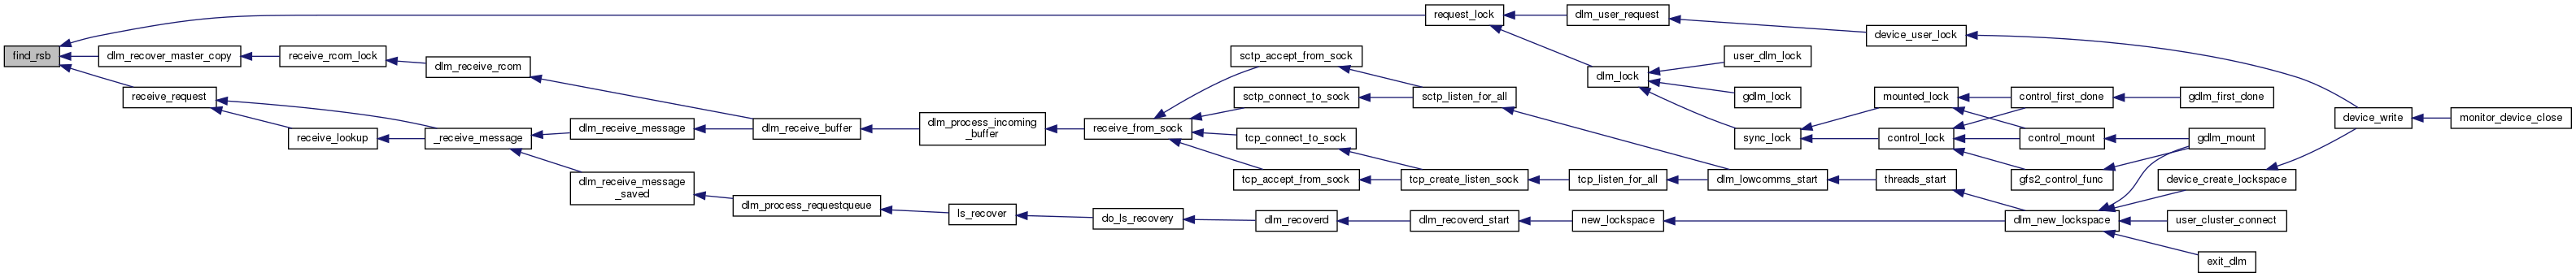 find_rsb
request_lock
dlm_user_request
device_user_lock
dlm_recover_master_copy
receive_rcom_lock
dlm_receive_rcom
receive_request
receive_lookup
_receive_message
dlm_receive_message
dlm_receive_buffer
dlm_process_incoming
_buffer
receive_from_sock
sctp_accept_from_sock
sctp_connect_to_sock
tcp_connect_to_sock
tcp_accept_from_sock
sctp_listen_for_all
tcp_create_listen_sock
tcp_listen_for_all
dlm_lowcomms_start
threads_start
dlm_lock
user_dlm_lock
gdlm_lock
sync_lock
mounted_lock
control_lock
control_first_done
control_mount
gfs2_control_func
gdlm_first_done
gdlm_mount
device_create_lockspace
device_write
monitor_device_close
dlm_receive_message
_saved
dlm_process_requestqueue
ls_recover
do_ls_recovery
dlm_recoverd
dlm_recoverd_start
new_lockspace
dlm_new_lockspace
user_cluster_connect
exit_dlm